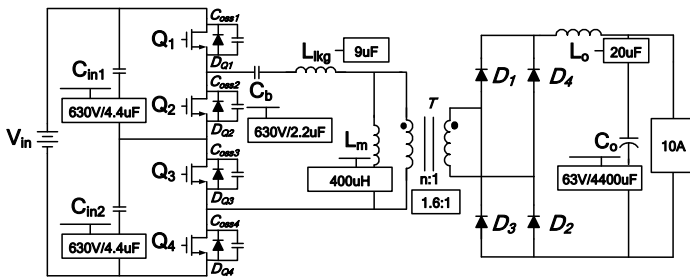 Coss1
Q1
DQ1
Llkg
9uF
Lo
20uF
Cin1
630V/4.4uF
Coss2
Q2
DQ2
Cb
630V/2.2uF
D1
D4
T
Vin
Lm
400uH
n:1
1.6:1
Co
63V/4400uF
10A
Coss3
Q3
DQ3
Cin2
630V/4.4uF
Coss4
Q4
DQ4
D3
D2